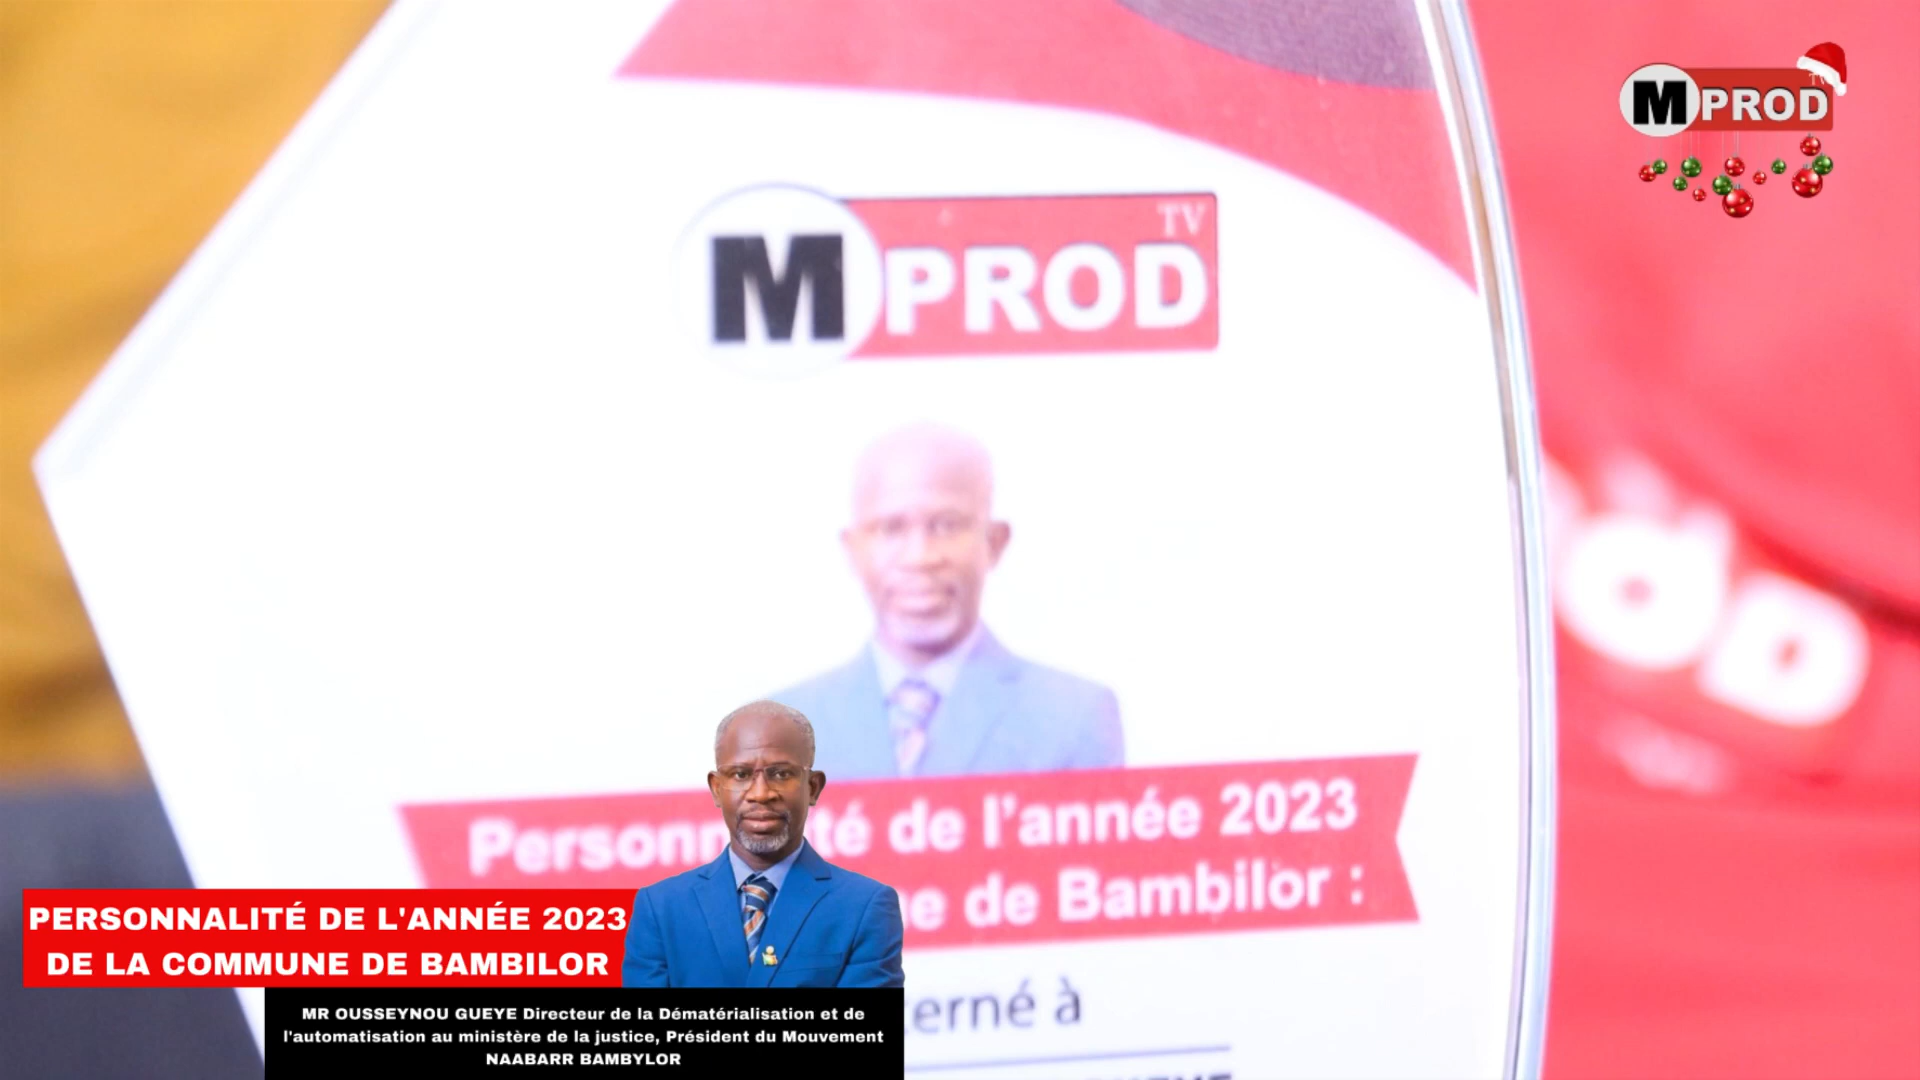 TV
MPROD
TV
MPROD
OD
Personn té de l'année 2023
e de Bambilor :
erné à
PERSONNALITÉ DE L'ANNÉE 2023
DE LA COMMUNE DE BAMBILOR
MR OUSSEYNOU GUEYE Directeur de la Dématérialisation et de
l'automatisation au ministère de la justice, Président du Mouvement
NAABARR BAMBYLOR